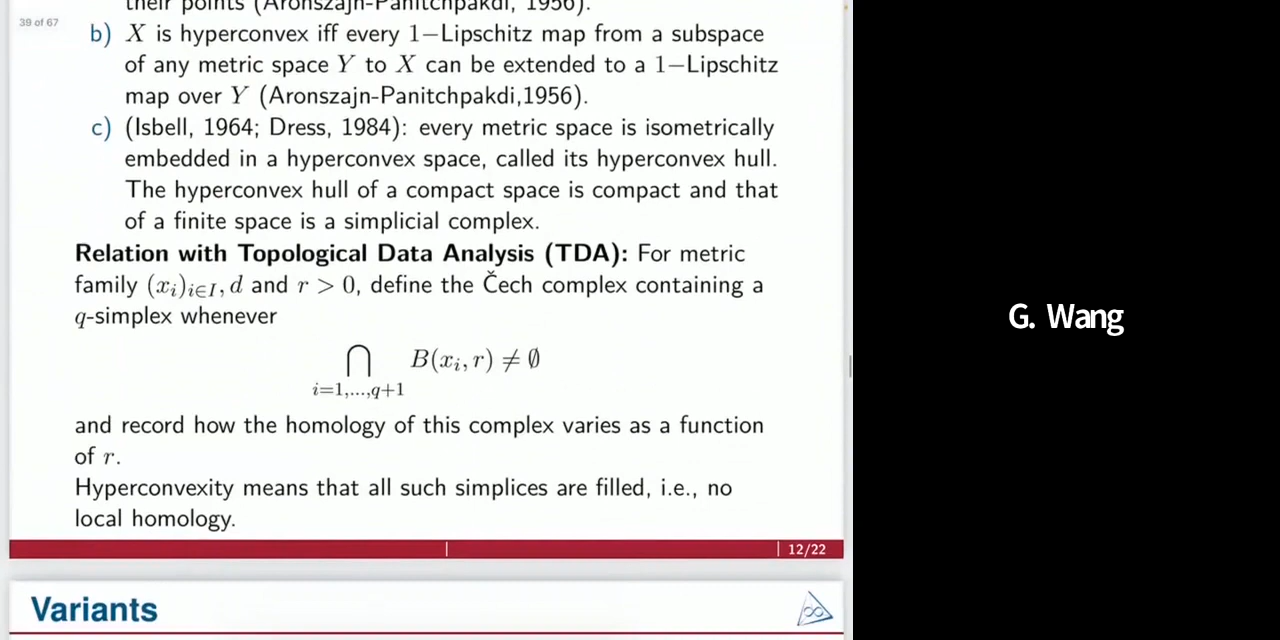 their points (Aronszajn-Panitchpakdi, 1956).
39 of 67
b) X is hyperconvex iff every 1−Lipschitz map from a subspace
of any metric space Y to X can be extended to a 1−Lipschitz
map over Y (Aronszajn-Panitchpakdi,1956).
c) (Isbell, 1964; Dress, 1984): every metric space is isometrically
embedded in a hyperconvex space, called its hyperconvex hull.
The hyperconvex hull of a compact space is compact and that
of a finite space is a simplicial complex.
Relation with Topological Data Analysis (TDA): For metric
family (x_i)_{i∈I}, d and r > 0, define the Čech complex containing a
q-simplex whenever
⋂_{i=1,...,q+1} B(x_i, r) ≠ ∅
and record how the homology of this complex varies as a function
of r.
Hyperconvexity means that all such simplices are filled, i.e., no
local homology.
12/22
Variants
G. Wang